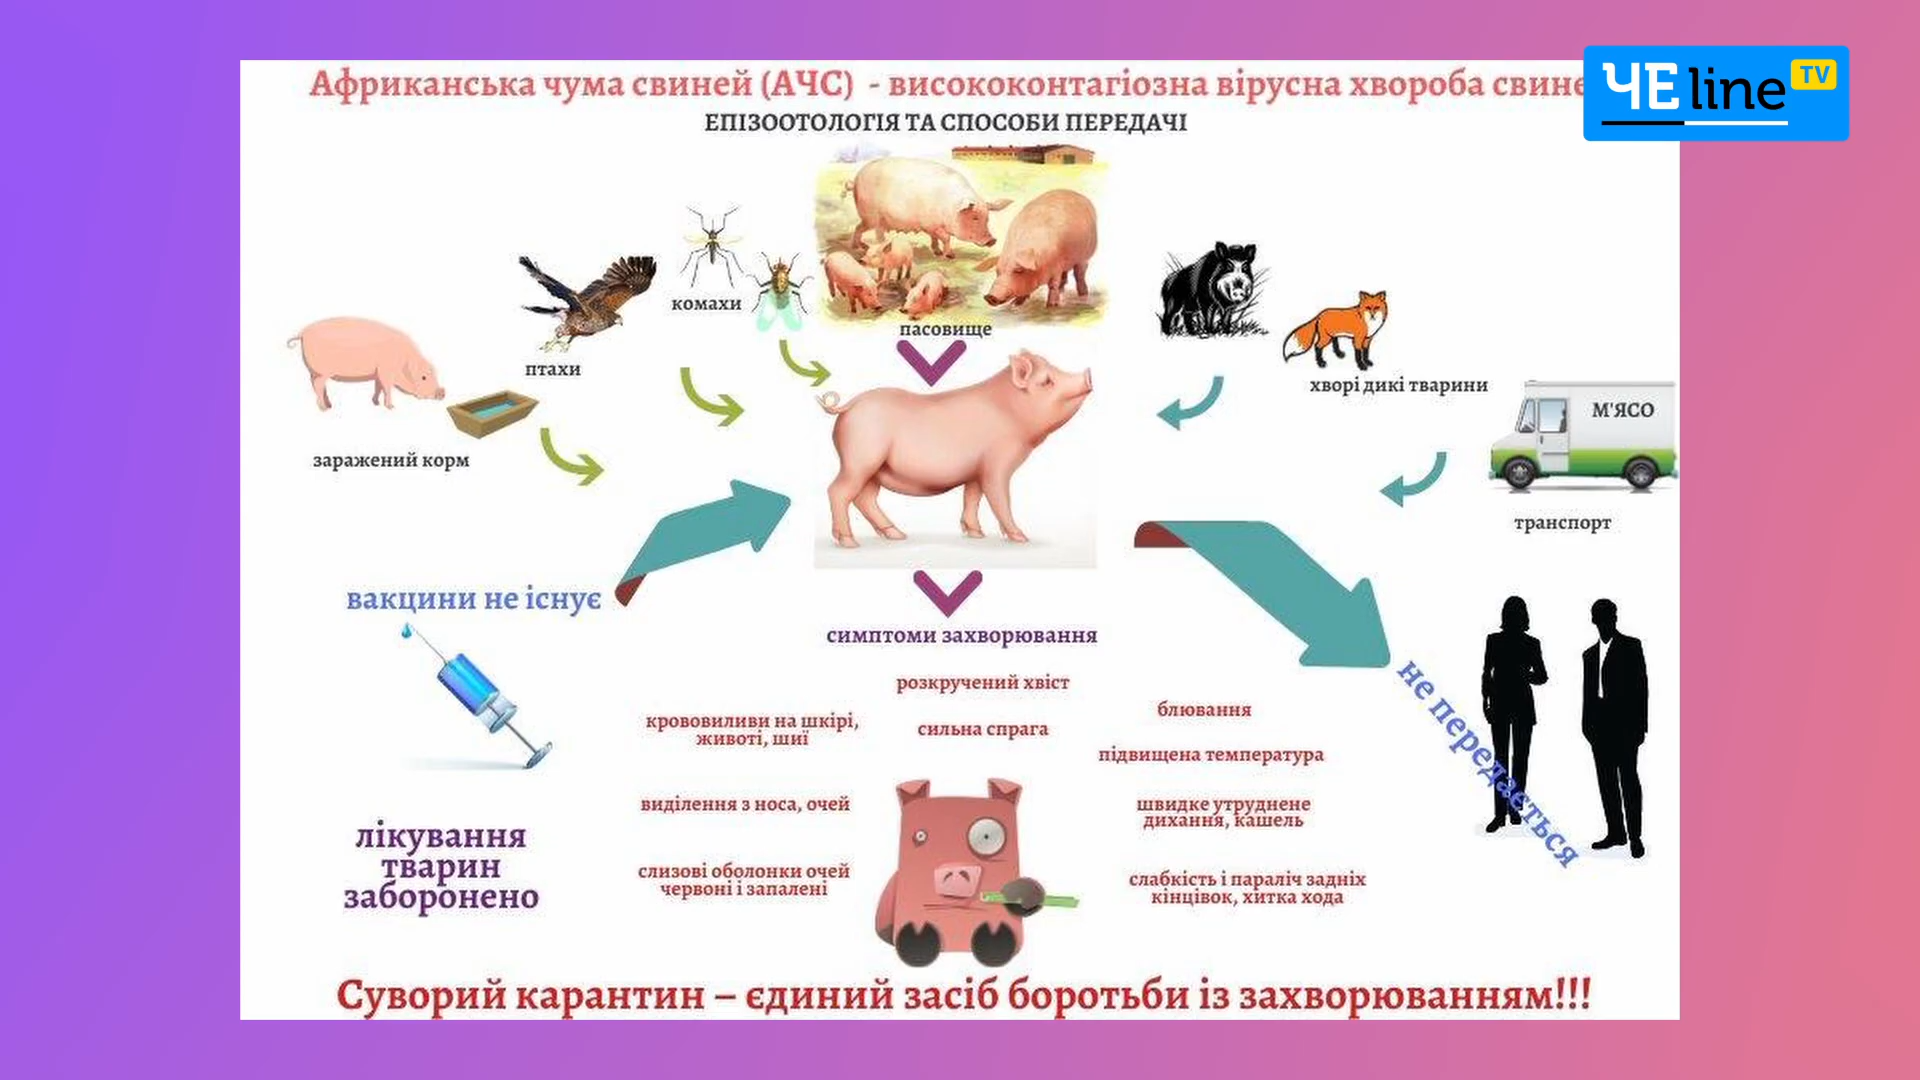 Африканська чума свиней (АЧС) - висококонтагіозна вірусна хвороба свине
ЧЕ line TV
ЕПІЗООТОЛОГІЯ ТА СПОСОБИ ПЕРЕДАЧІ
комахи
пасовище
птахи
хворі дикі тварини
М'ЯСО
заражений корм
транспорт
вакцини не існує
симптоми захворювання
не передається
розкручений хвіст
крововиливи на шкірі,
животі, шиї
сильна спрага
блювання
підвищена температура
виділення з носа, очей
швидке утруднене
дихання, кашель
лікування
тварин
заборонено
слизові оболонки очей
червоні і запалені
слабкість і параліч задніх
кінцівок, хитка хода
Суворий карантин – єдиний засіб боротьби із захворюванням!!!